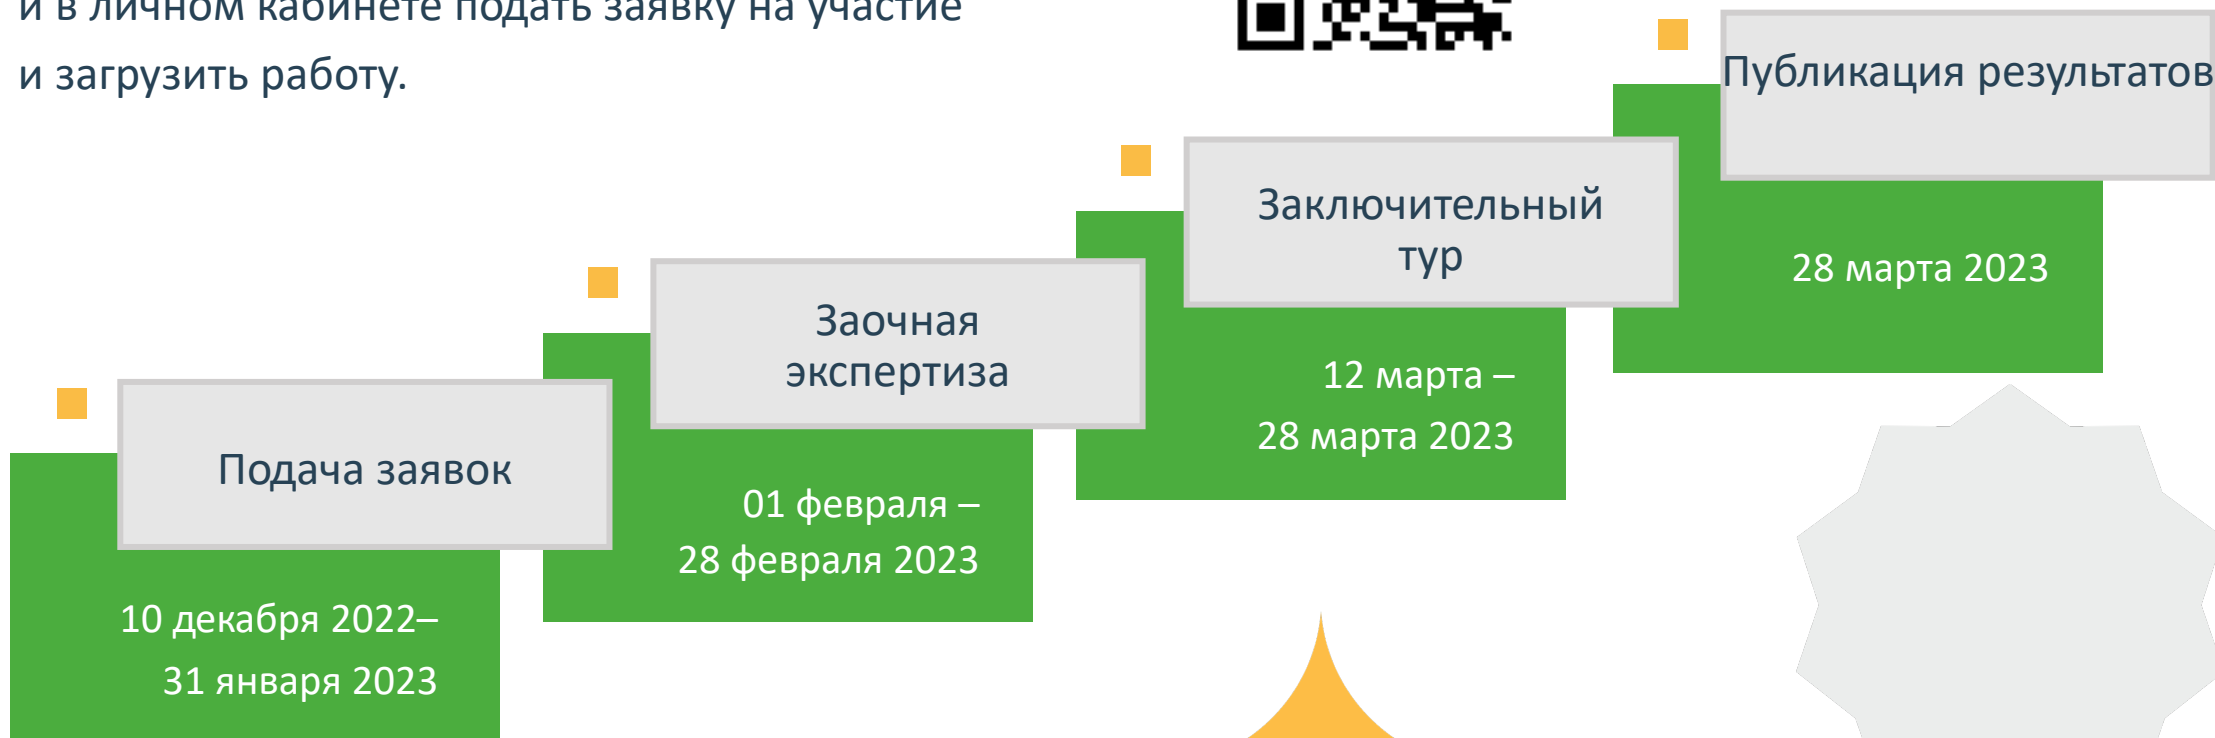 и в личном кабинете подать заявку на участие
и загрузить работу.
Подача заявок
10 декабря 2022–
31 января 2023
Заочная
экспертиза
01 февраля –
28 февраля 2023
Заключительный
тур
12 марта –
28 марта 2023
Публикация результатов
28 марта 2023